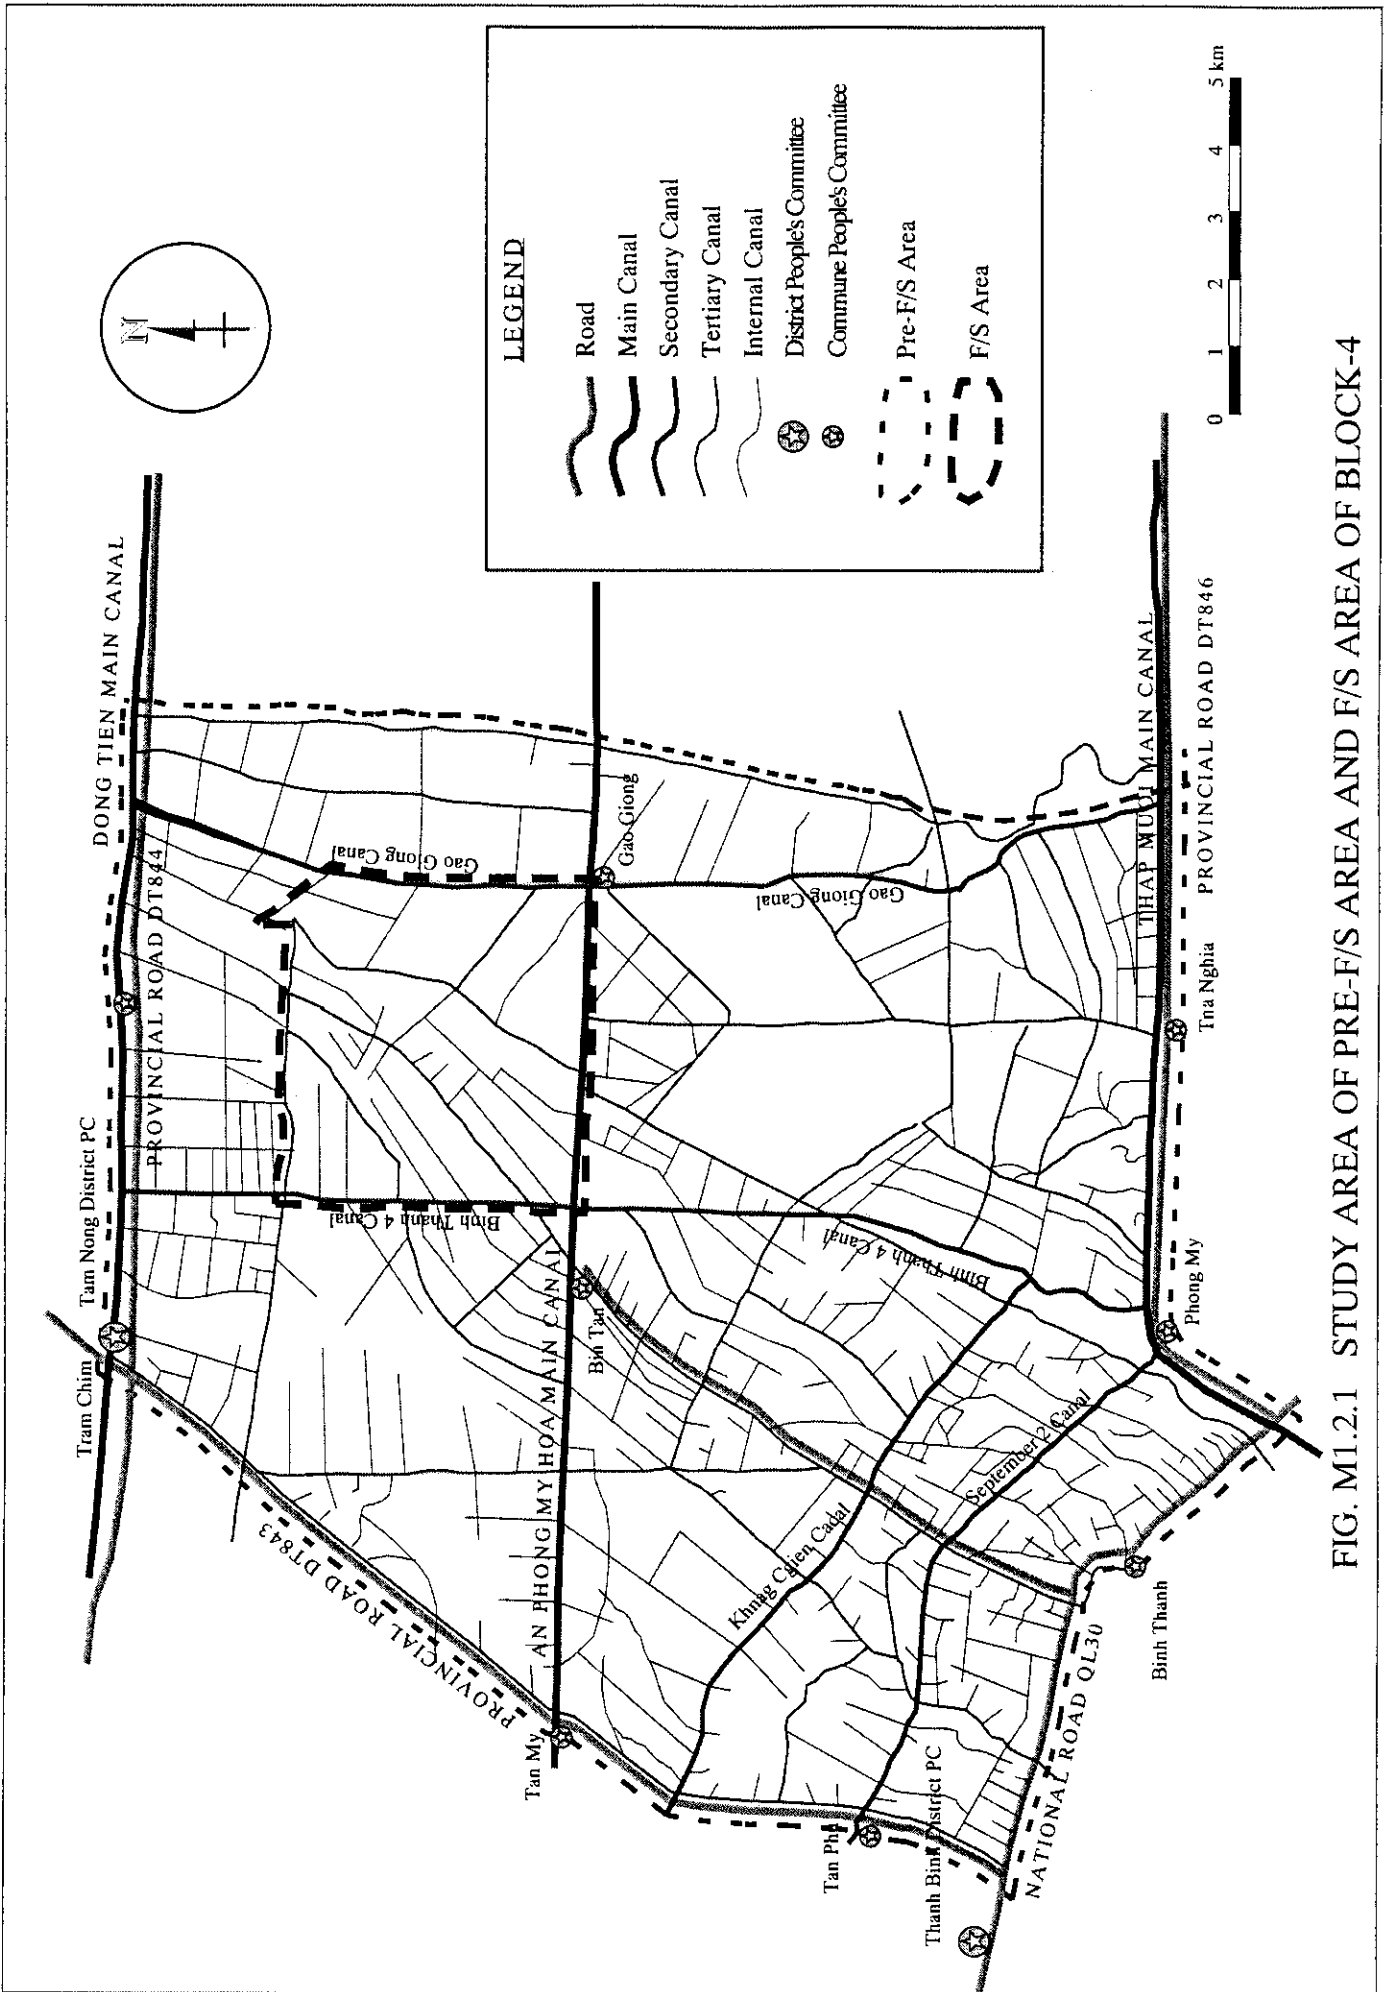 N
LEGEND
Road
Main Canal
Secondary Canal
Tertiary Canal
Internal Canal
District People's Committee
Commune People's Committee
Pre-F/S Area
F/S Area
0 1 2 3 4 5 km
DONG TIEN MAIN CANAL
PROVINCIAL ROAD DT844
Tam Nong District PC
Tram Chim
PROVINCIAL ROAD DT843
Gao Giong Canal
Gao Giong
Gao Giong Canal
Binh Thanh 4 Canal
AN PHONG MY HOA MAIN CANAL
Bin Tan
Tan My
Binh Thanh 4 Canal
Khnag Cgien Cadal
September 2 Canal
Tan Phu
Thanh Binh District PC
NATIONAL ROAD QL30
Binh Thanh
Phong My
Tna Nghia
THAP MUOI MAIN CANAL
PROVINCIAL ROAD DT846
FIG. M1.2.1 STUDY AREA OF PRE-F/S AREA AND F/S AREA OF BLOCK-4